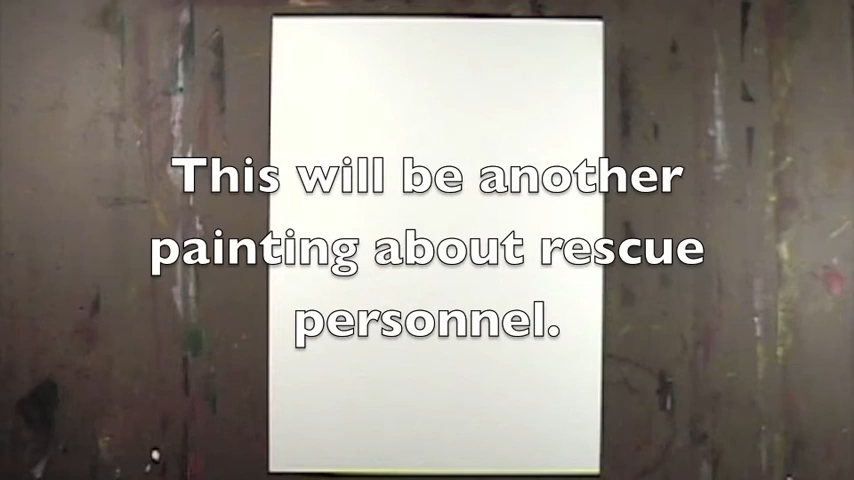 This will be another
painting about rescue
personnel.